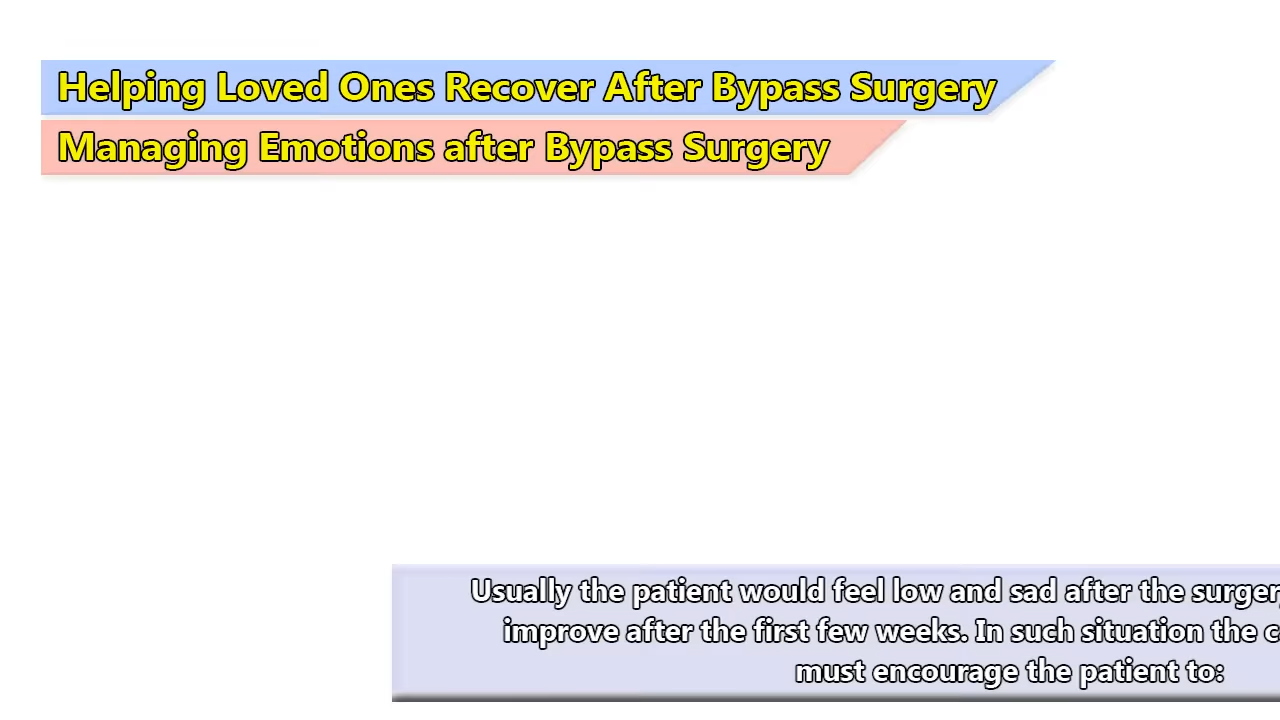 Helping Loved Ones Recover After Bypass Surgery
Managing Emotions after Bypass Surgery
Usually the patient would feel low and sad after the
improve after the first few weeks. In such situation the
must encourage the patient to: